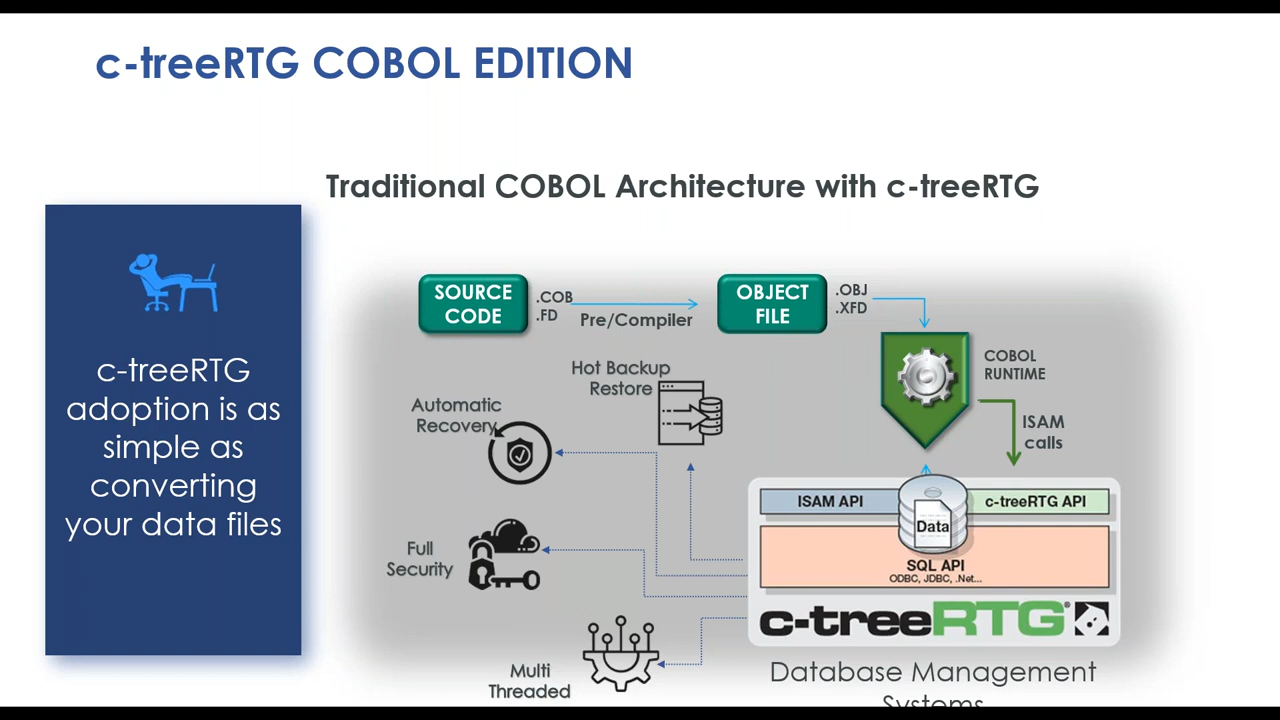 c-treeRTG COBOL EDITION
Traditional COBOL Architecture with c-treeRTG
c-treeRTG
adoption is as
simple as
converting
your data files
SOURCE
CODE
.COB
.FD
Pre/Compiler
OBJECT
FILE
.OBJ
.XFD
COBOL
RUNTIME
ISAM
calls
Hot Backup
Restore
Automatic
Recovery
Full
Security
Multi
Threaded
ISAM API
c-treeRTG API
Data
SQL API
ODBC, JDBC, .Net...
c-treeRTG®
Database Management
Systems